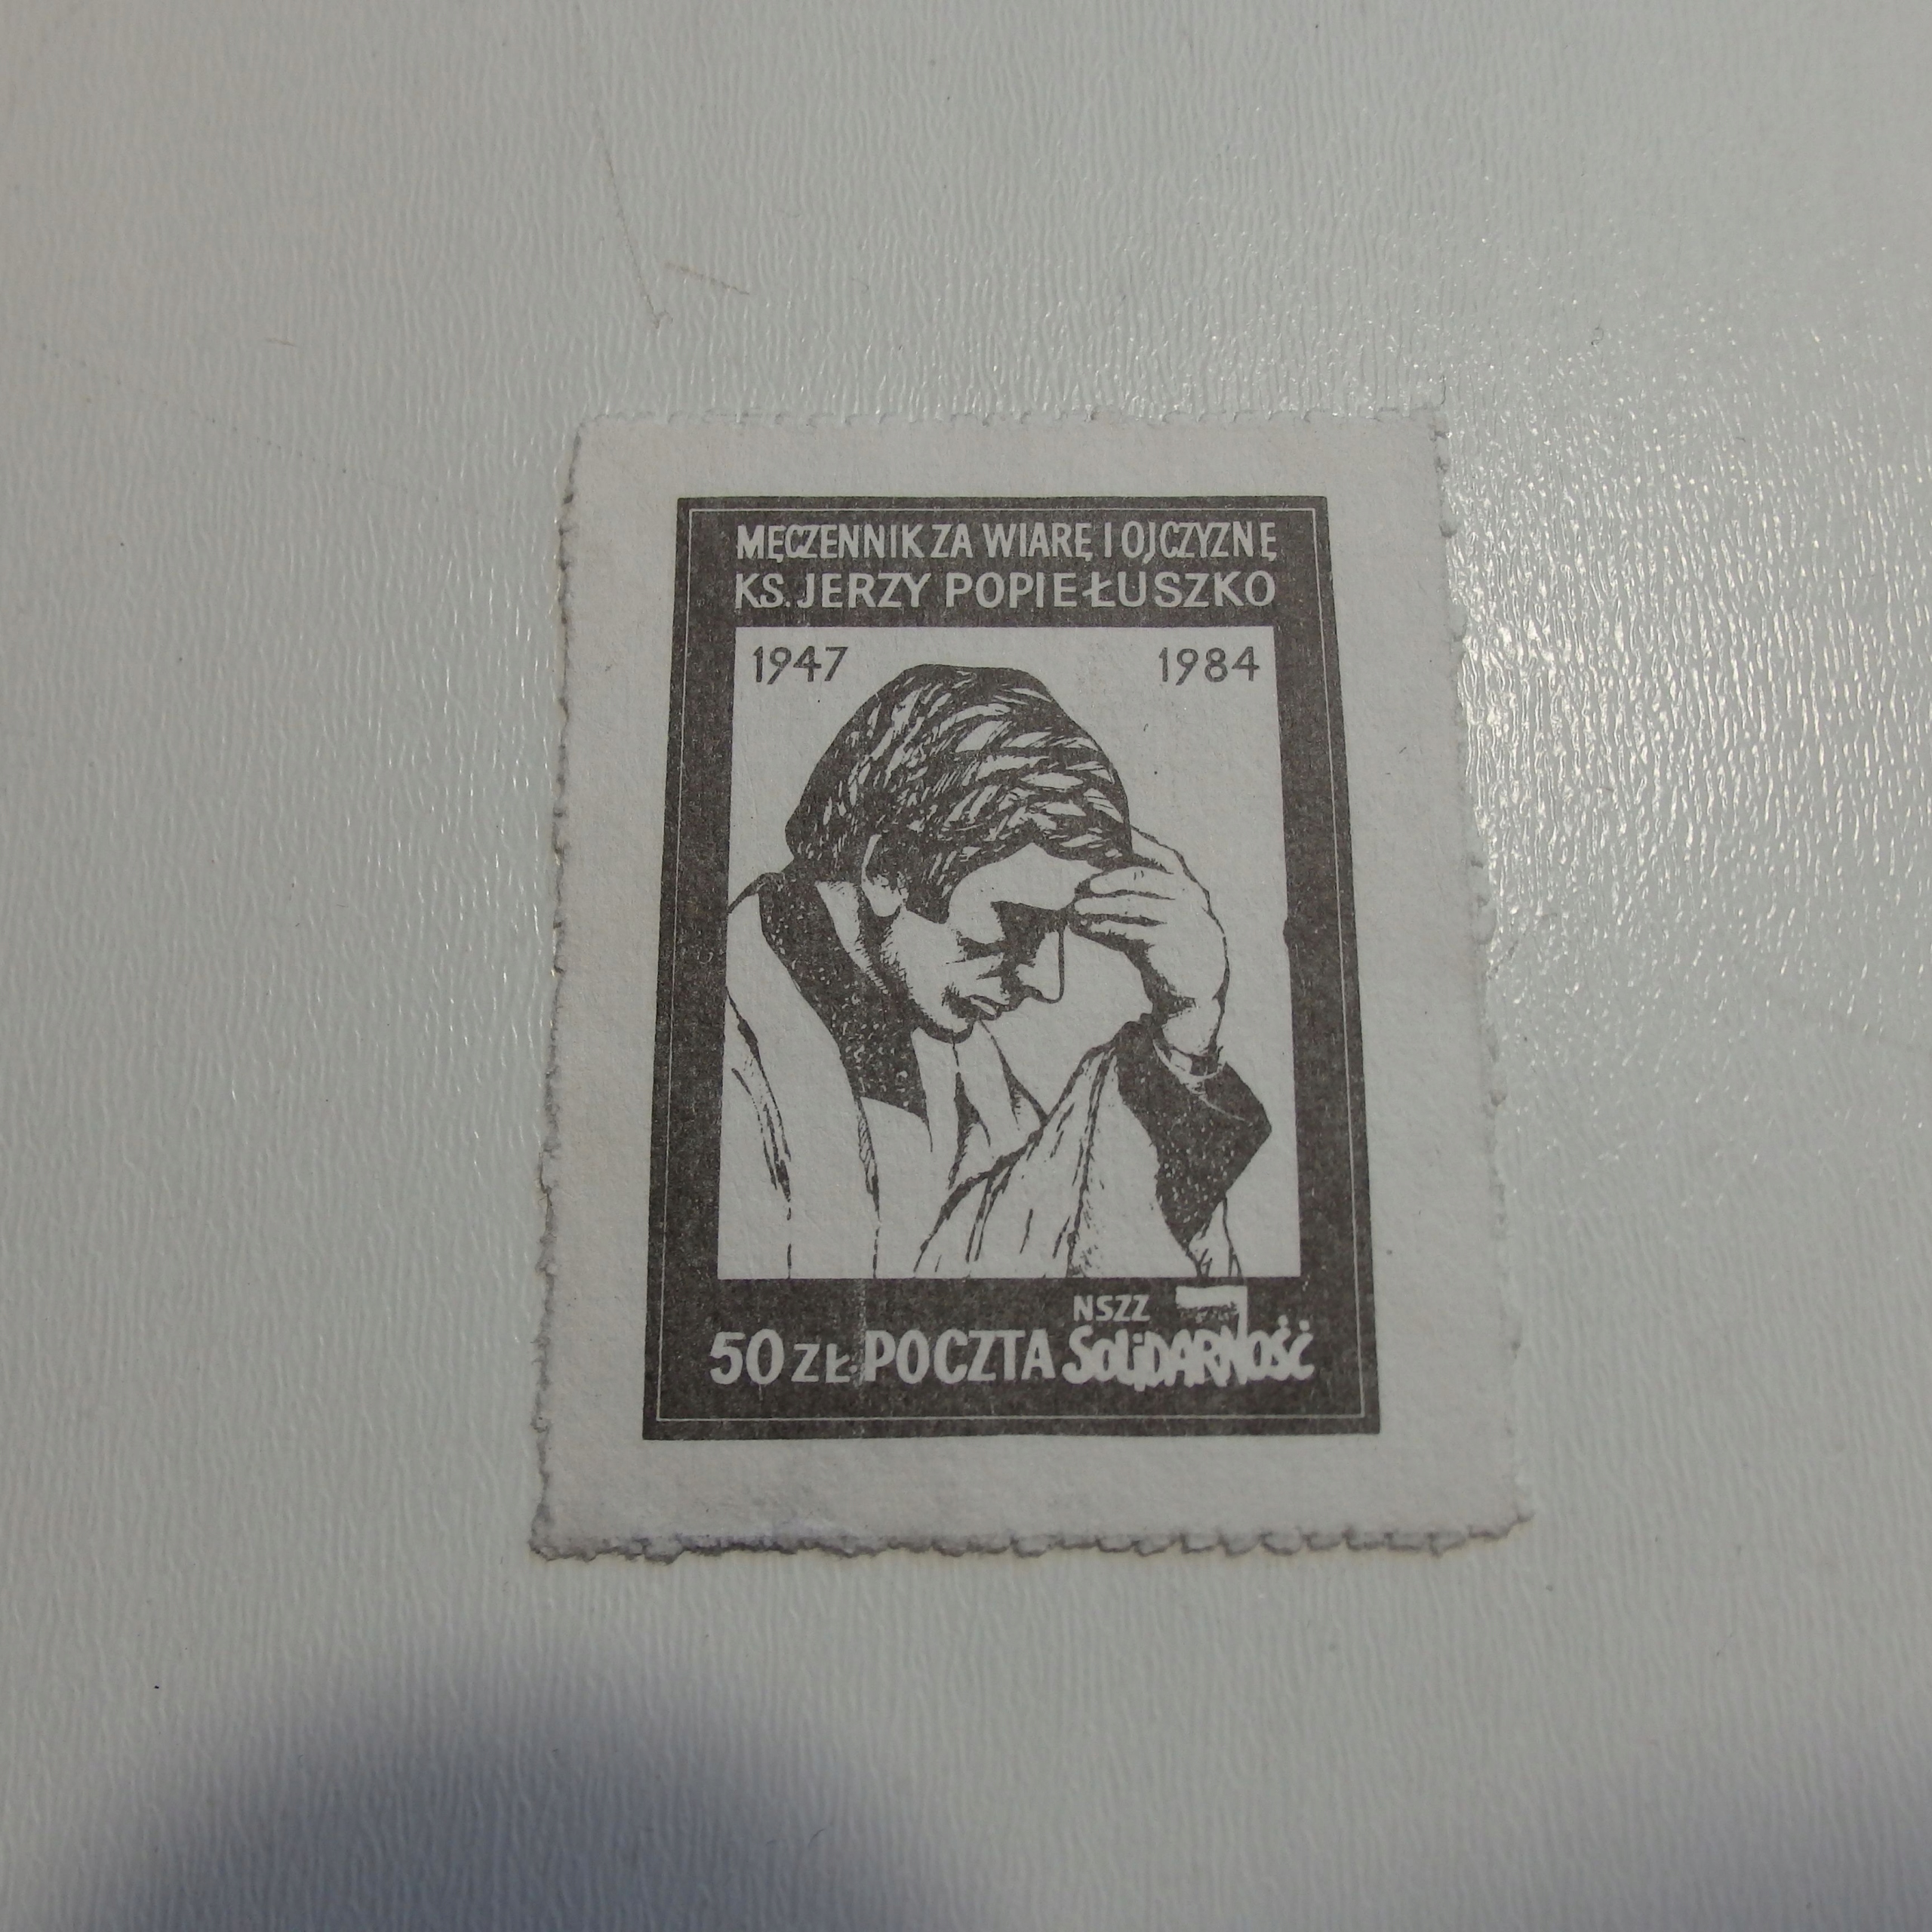 MĘCZENNIK ZA WIARĘ I OJCZYZNĘ
KS. JERZY POPIEŁUSZKO
1947 1984
NSZZ
50 ZŁ POCZTA SOLiDARNOŚĆ